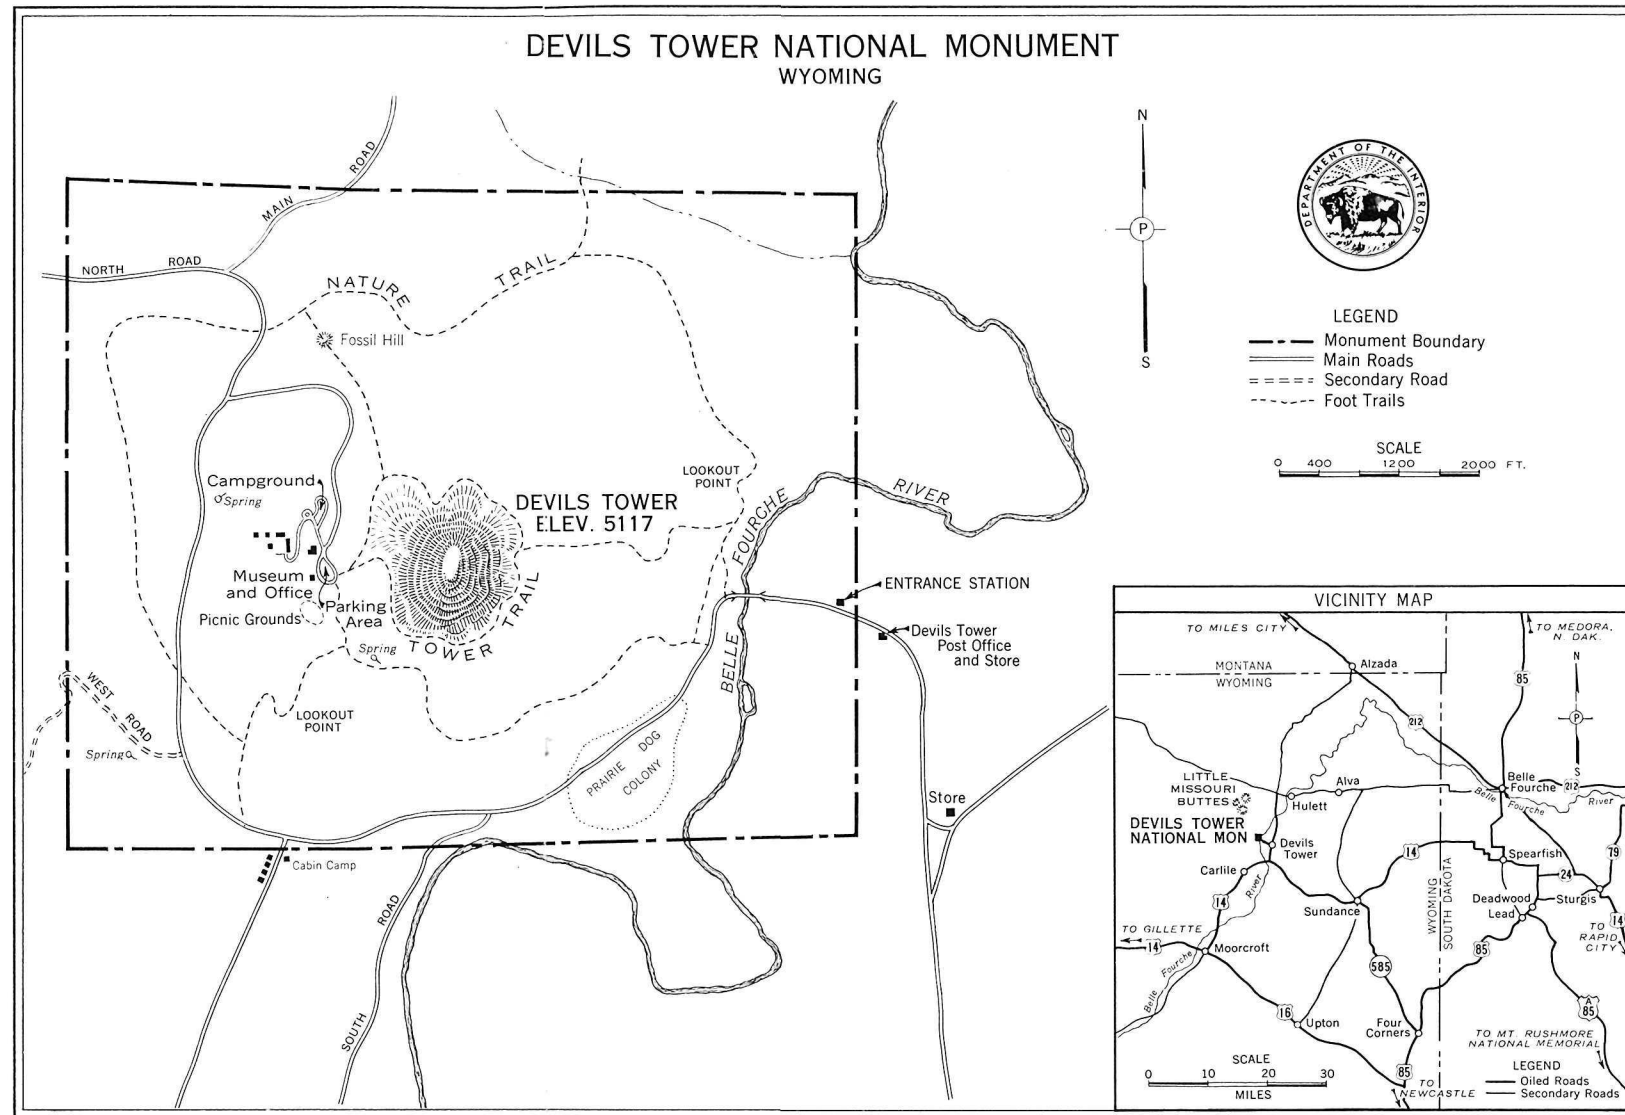 DEVILS TOWER NATIONAL MONUMENT
WYOMING
N
P
S
DEPARTMENT OF THE INTERIOR
LEGEND
Monument Boundary
Main Roads
Secondary Road
Foot Trails
SCALE
0 400 1200 2000 FT.
MAIN ROAD
NORTH ROAD
NATURE TRAIL
Fossil Hill
LOOKOUT
POINT
Campground
Spring
DEVILS TOWER
ELEV. 5117
BELLE FOURCHE RIVER
Museum
and Office
Parking
Area
Picnic Grounds
TOWER TRAIL
Spring
ENTRANCE STATION
Devils Tower
Post Office
and Store
WEST ROAD
Spring
LOOKOUT
POINT
PRAIRIE DOG
COLONY
Store
Cabin Camp
SOUTH ROAD
VICINITY MAP
TO MILES CITY
TO MEDORA,
N. DAK.
N
P
S
MONTANA
WYOMING
Alzada
85
212
LITTLE
MISSOURI
BUTTES
Alva
Hulett
Belle
Fourche
212
Belle Fourche River
DEVILS TOWER
NATIONAL MON
Devils
Tower
14
Spearfish
79
Carlile
River
WYOMING
SOUTH DAKOTA
24
14
Sundance
Deadwood
Lead
Sturgis
14
TO GILLETTE
14
Moorcroft
TO
RAPID
CITY
85
585
Belle Fourche
A
85
16
Upton
Four
Corners
TO MT. RUSHMORE
NATIONAL MEMORIAL
SCALE
0 10 20 30
MILES
85
TO
NEWCASTLE
LEGEND
Oiled Roads
Secondary Roads